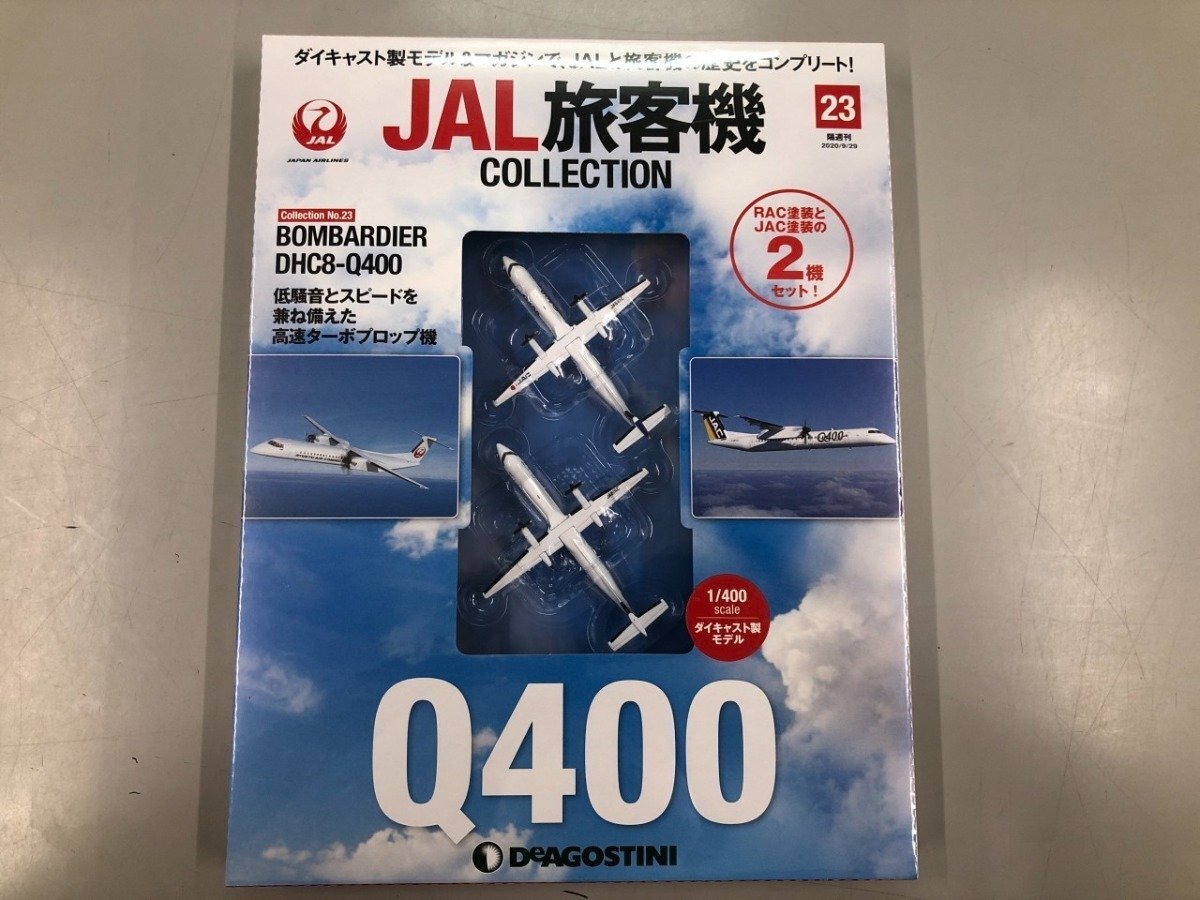 ダイキャスト製モデル&マガジンで、JALと旅客機の歴史をコンプリート!
JAL
JAPAN AIRLINES
JAL旅客機
COLLECTION
23
隔週刊
2020/9/29
Collection No.23
BOMBARDIER
DHC8-Q400
低騒音とスピードを
兼ね備えた
高速ターボプロップ機
RAC塗装と
JAC塗装の
2機
セット!
JAC
JAC
Q400
1/400
scale
ダイキャスト製
モデル
Q400
DeAGOSTINI